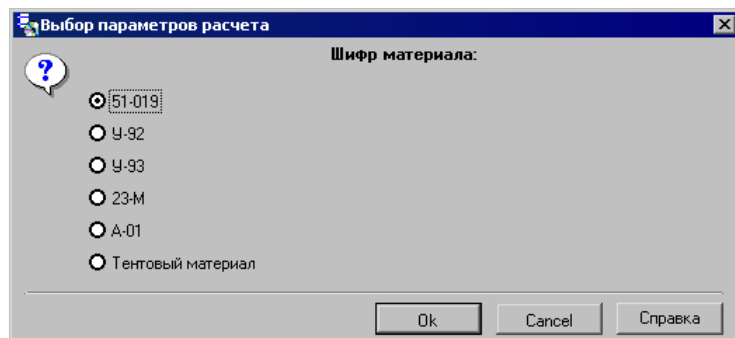 Выбор параметров расчета
Шифр материала:
51-019
У-92
У-93
23-М
А-01
Тентовый материал
Ok
Cancel
Справка